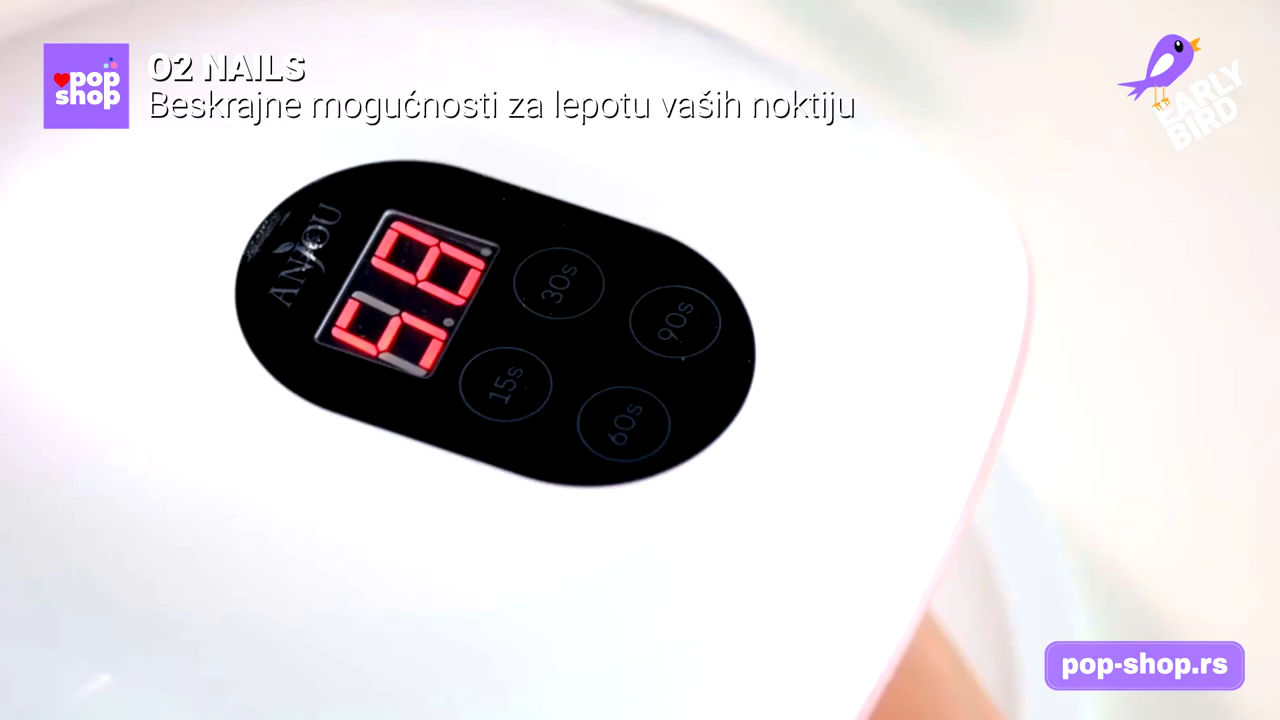 pop shop
O2 NAILS
Beskrajne mogućnosti za lepotu vaših noktiju
EARLY BIRD
ANJOU
58
30s
90s
15s
60s
pop-shop.rs